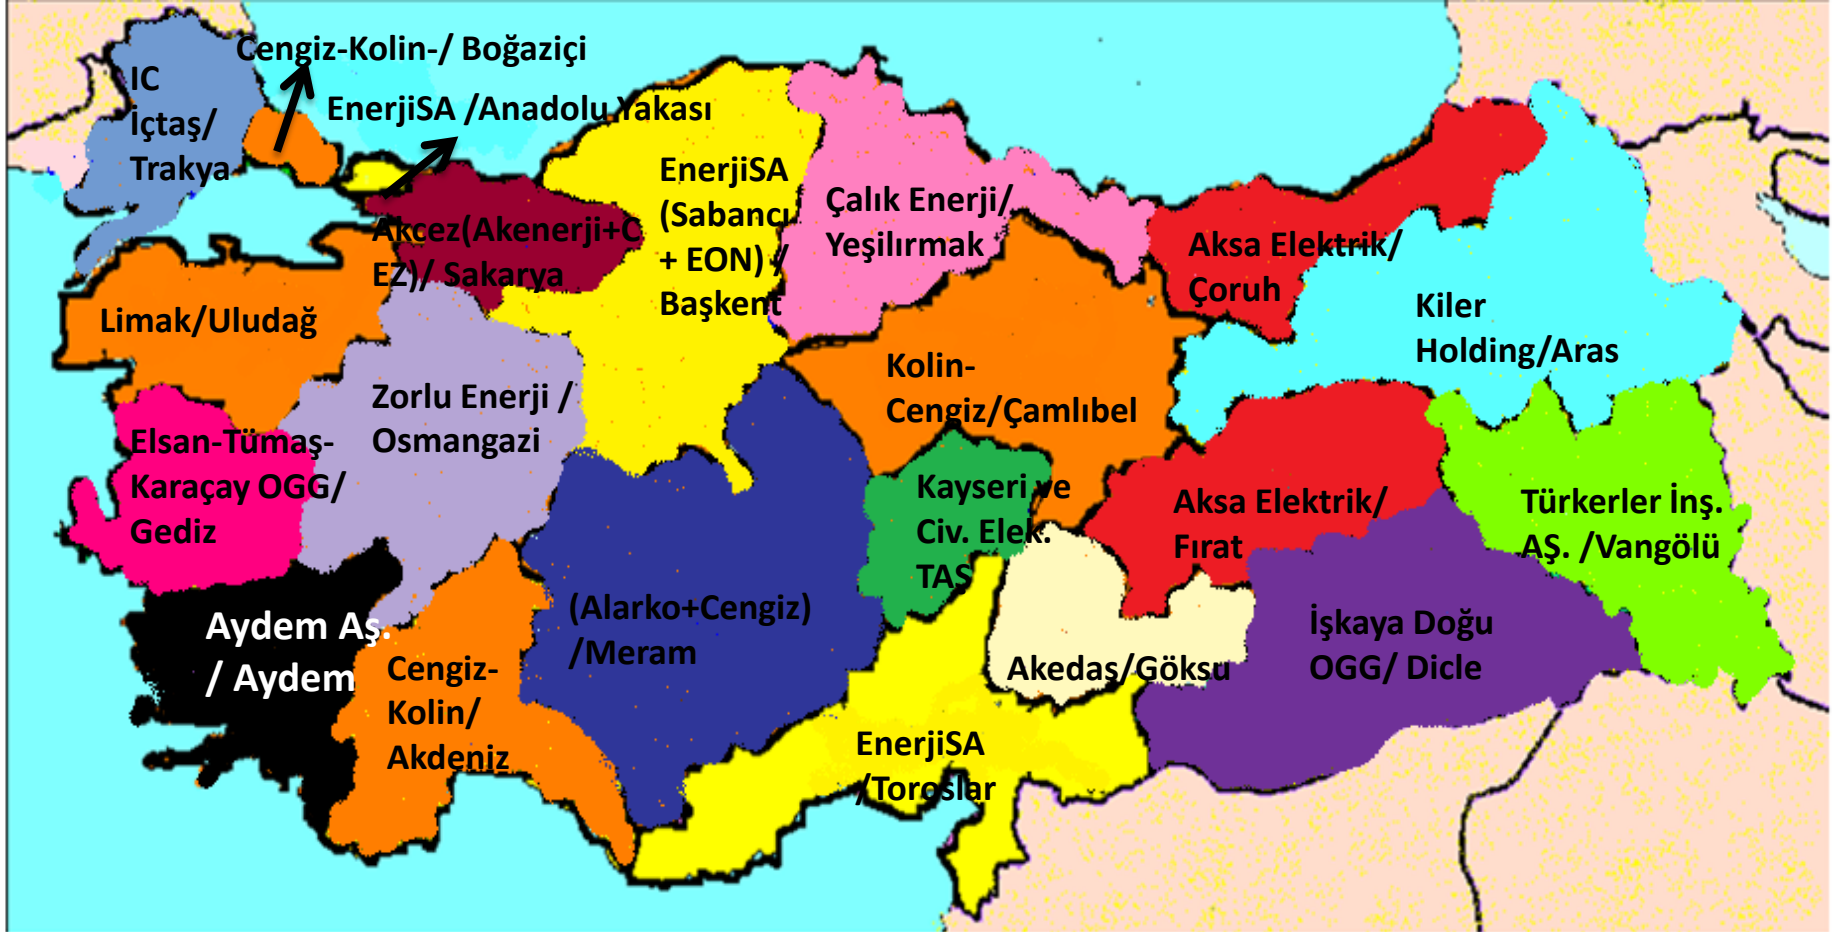 Cengiz-Kolin-/ Boğaziçi
IC
İçtaş/
Trakya
EnerjiSA /Anadolu Yakası
EnerjiSA
(Sabancı
+ EON) /
Başkent
Çalık Enerji/
Yeşilırmak
Akcez(Akenerji+C
EZ)/ Sakarya
Aksa Elektrik/
Çoruh
Limak/Uludağ
Kiler
Holding/Aras
Zorlu Enerji /
Osmangazi
Kolin-
Cengiz/Çamlıbel
Elsan-Tümaş-
Karaçay OGG/
Gediz
Kayseri ve
Civ. Elek.
TAŞ
Aksa Elektrik/
Fırat
Türkerler İnş.
AŞ. /Vangölü
Aydem Aş.
/ Aydem
(Alarko+Cengiz)
/Meram
Cengiz-
Kolin/
Akdeniz
Akedaş/Göksu
İşkaya Doğu
OGG/ Dicle
EnerjiSA
/Toroslar